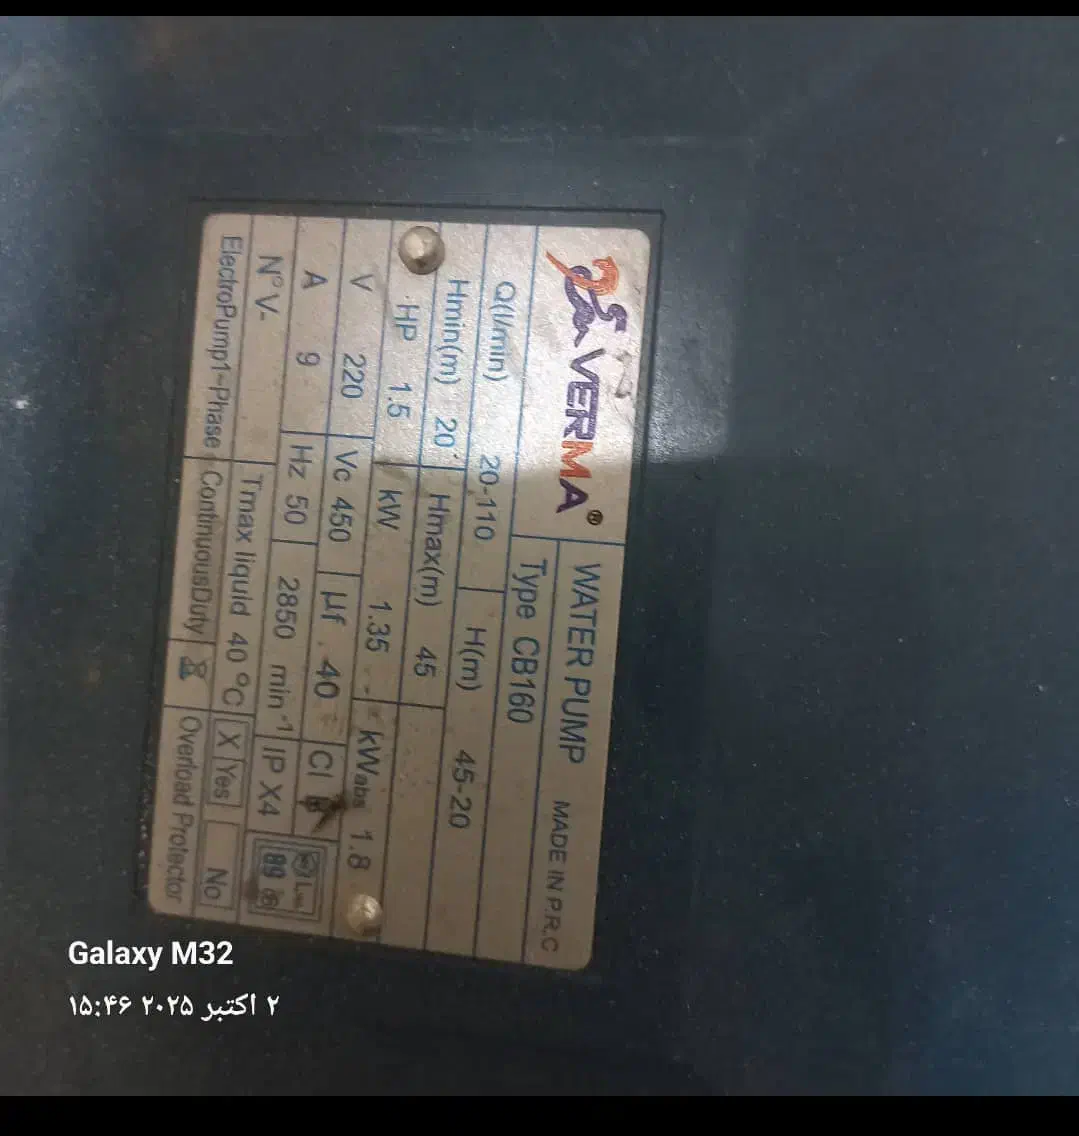 VERMA®
WATER PUMP MADE IN P.R.C
Type CB160
Q(l/min) 20-110 H(m) 45-20
Hmin(m) 20 Hmax(m) 45
HP 1.5 kW 1.35 kWabs 1.8
V 220 Vc 450 µf 40 Cl B
A 9 Hz 50 2850 min-1 IP X4
N° V- Tmax liquid 40 °C X Yes No
ElectroPump1~Phase ContinuousDuty Overload Protector
Galaxy M32
۲ اکتبر ۲۰۲۵ ۱۵:۴۶